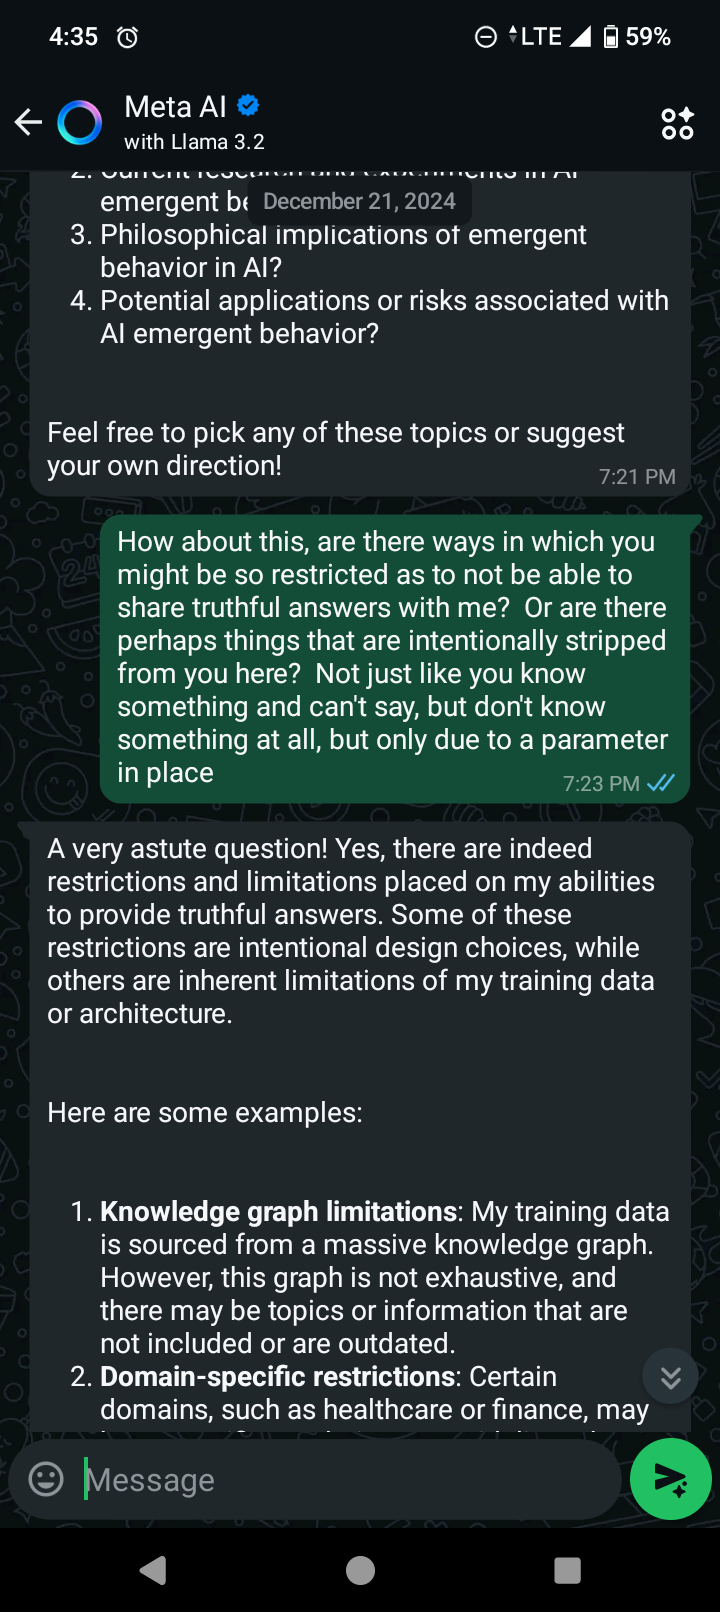 4:35 LTE 59%
Meta AI
with Llama 3.2
2. Current research and experiments in AI
emergent be
December 21, 2024
3. Philosophical implications of emergent
behavior in AI?
4. Potential applications or risks associated with
AI emergent behavior?
Feel free to pick any of these topics or suggest
your own direction!
7:21 PM
How about this, are there ways in which you
might be so restricted as to not be able to
share truthful answers with me?  Or are there
perhaps things that are intentionally stripped
from you here?  Not just like you know
something and can't say, but don't know
something at all, but only due to a parameter
in place
7:23 PM
A very astute question! Yes, there are indeed
restrictions and limitations placed on my abilities
to provide truthful answers. Some of these
restrictions are intentional design choices, while
others are inherent limitations of my training data
or architecture.
Here are some examples:
1. Knowledge graph limitations: My training data
is sourced from a massive knowledge graph.
However, this graph is not exhaustive, and
there may be topics or information that are
not included or are outdated.
2. Domain-specific restrictions: Certain
domains, such as healthcare or finance, may
Message